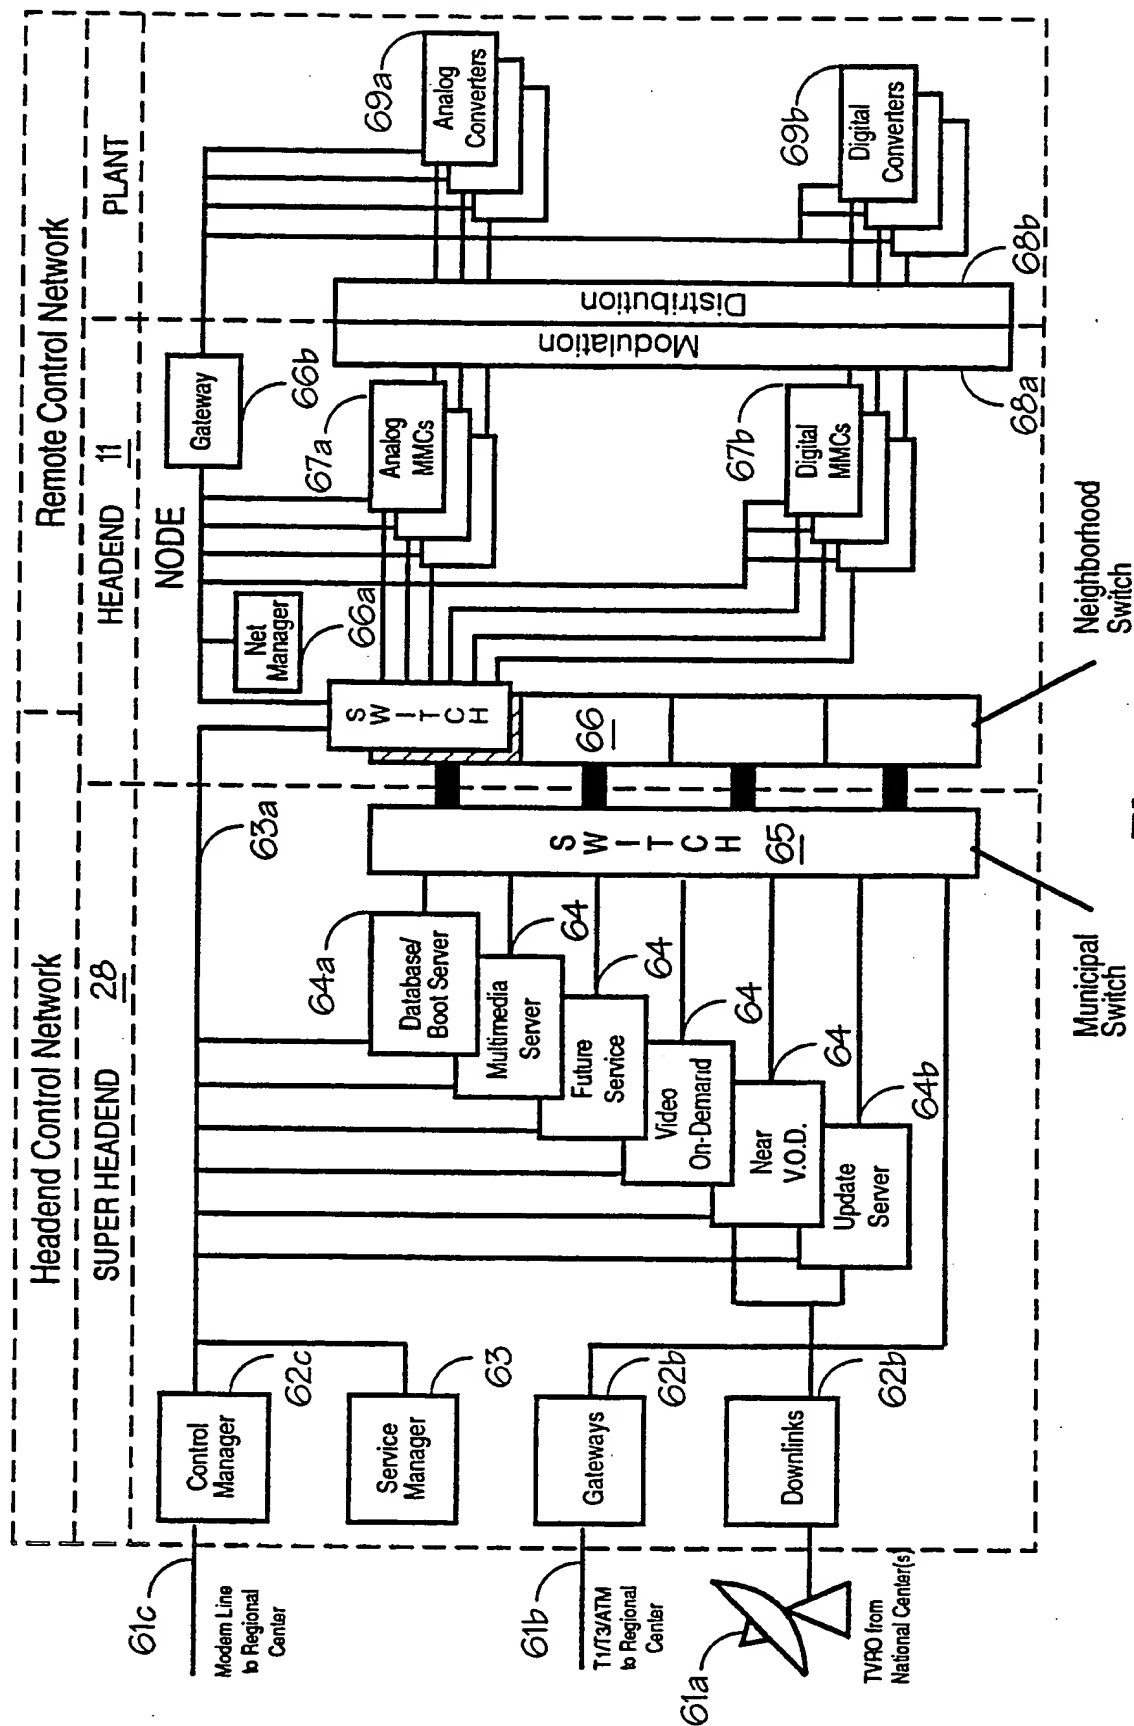 Headend Control Network
Remote Control Network
SUPER HEADEND
28
HEADEND
11
PLANT
NODE
61c
Modem Line
to Regional
Center
Control
Manager
62c
63a
Service
Manager
63
61b
T1/T3/ATM
to Regional
Center
Gateways
62b
61a
TVRO from
National Center(s)
Downlinks
62b
64a
Database/
Boot Server
Multimedia
Server
64
Future
Service
64
Video
On-Demand
64
Near
V.O.D.
64
Update
Server
64b
SWITCH
65
Municipal
Switch
SWITCH
66
Neighborhood
Switch
Net
Manager
66a
Gateway
66b
67a
Analog
MMCs
67b
Digital
MMCs
Modulation
68a
Distribution
68b
69a
Analog
Converters
69b
Digital
Converters